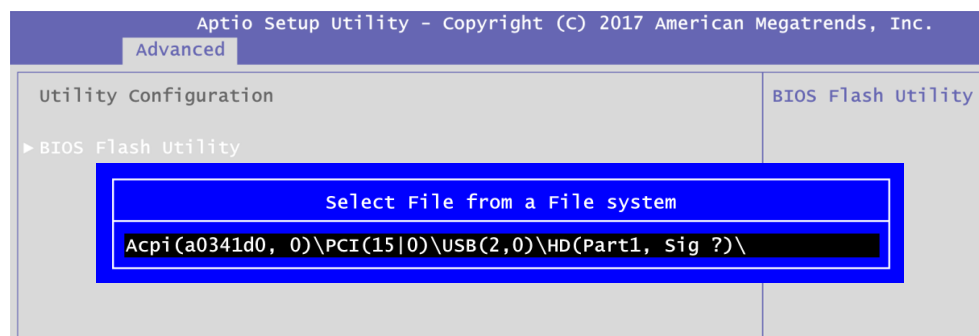 Aptio Setup Utility - Copyright (C) 2017 American Megatrends, Inc.
Advanced
Utility Configuration
BIOS Flash Utility
BIOS Flash Utility
Select File from a File system
Acpi(a0341d0, 0)\PCI(15|0)\USB(2,0)\HD(Part1, Sig ?)\